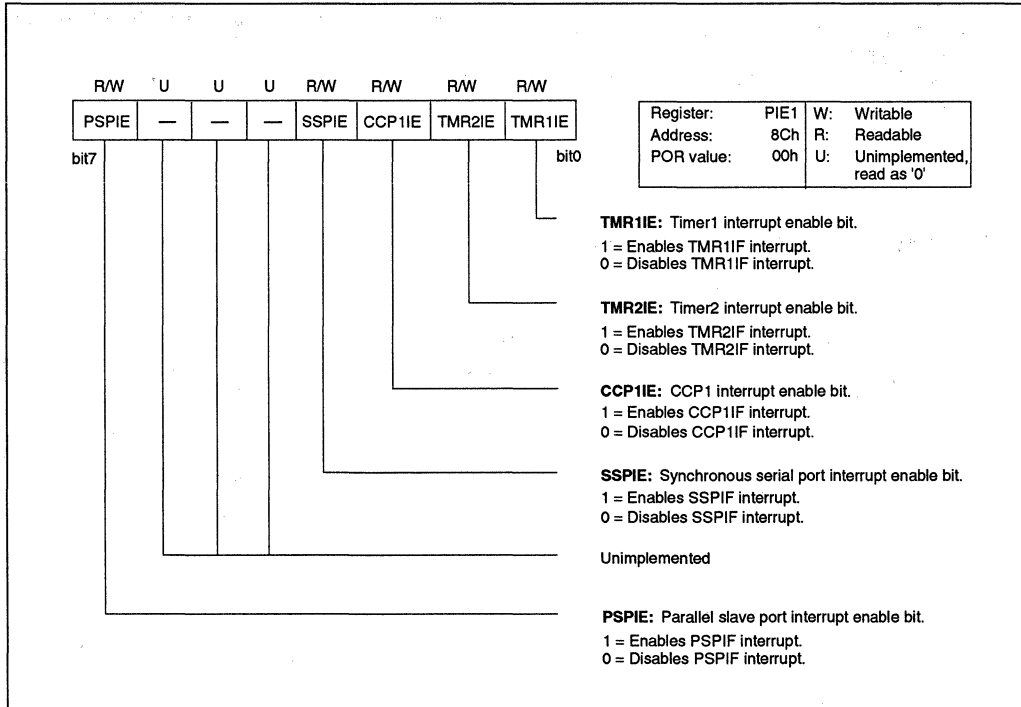 R/W U U U R/W R/W R/W R/W
PSPIE — — — SSPIE CCP1IE TMR2IE TMR1IE
bit7 bit0
Register: PIE1 W: Writable
Address: 8Ch R: Readable
POR value: 00h U: Unimplemented,
read as '0'
TMR1IE: Timer1 interrupt enable bit.
1 = Enables TMR1IF interrupt.
0 = Disables TMR1IF interrupt.
TMR2IE: Timer2 interrupt enable bit.
1 = Enables TMR2IF interrupt.
0 = Disables TMR2IF interrupt.
CCP1IE: CCP1 interrupt enable bit.
1 = Enables CCP1IF interrupt.
0 = Disables CCP1IF interrupt.
SSPIE: Synchronous serial port interrupt enable bit.
1 = Enables SSPIF interrupt.
0 = Disables SSPIF interrupt.
Unimplemented
PSPIE: Parallel slave port interrupt enable bit.
1 = Enables PSPIF interrupt.
0 = Disables PSPIF interrupt.